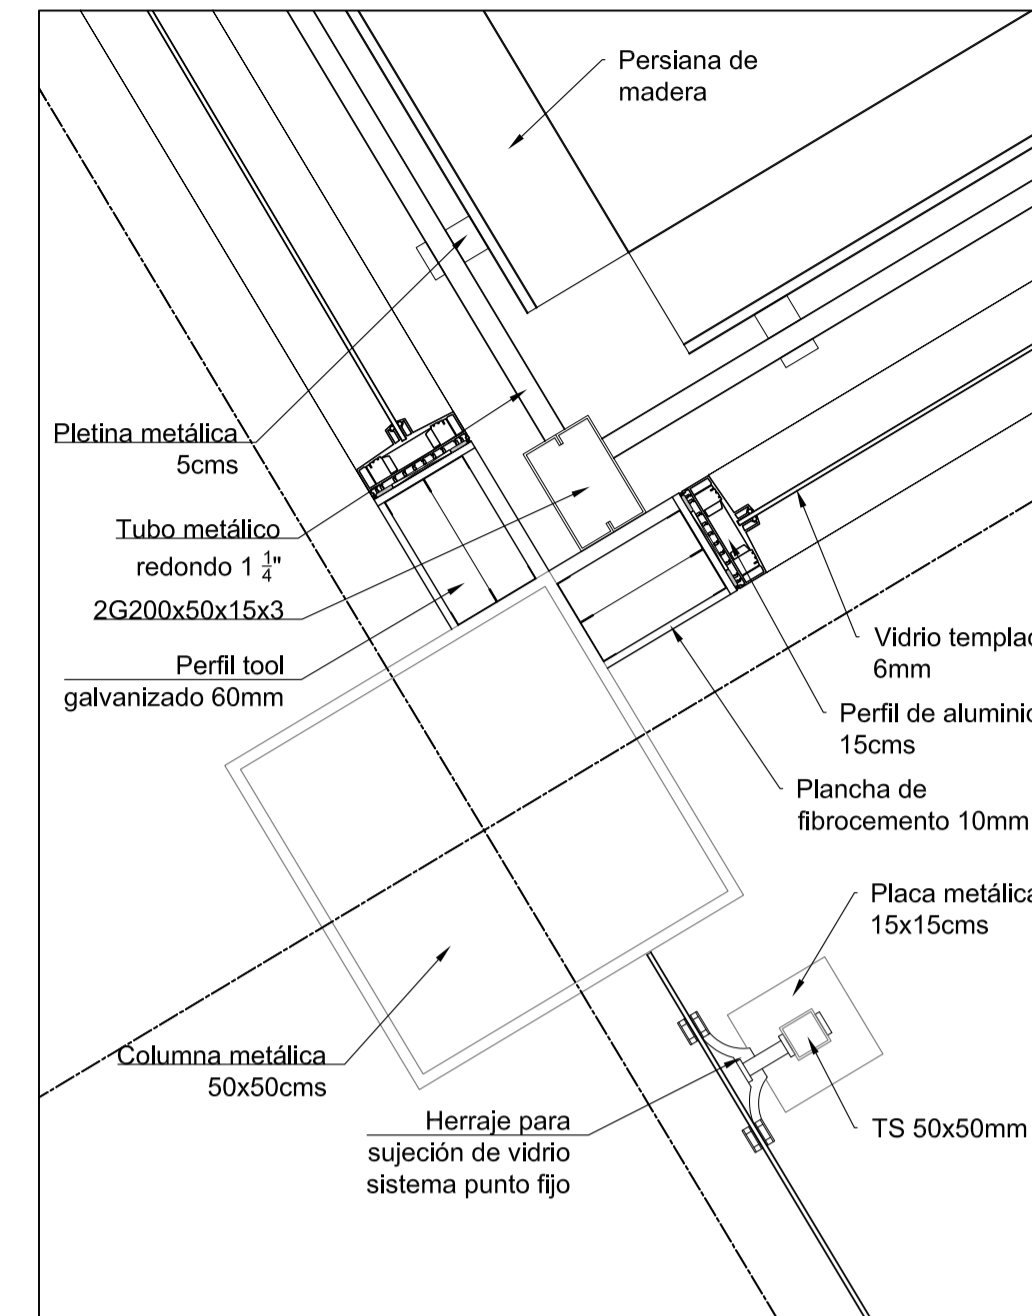 Persiana de
madera
Pletina metálica
5cms
Tubo metálico
redondo 1 1/4"
2G200x50x15x3
Perfil tool
galvanizado 60mm
Vidrio templad
6mm
Perfil de aluminio
15cms
Plancha de
fibrocemento 10mm
Placa metálica
15x15cms
Columna metálica
50x50cms
Herraje para
sujeción de vidrio
sistema punto fijo
TS 50x50mm